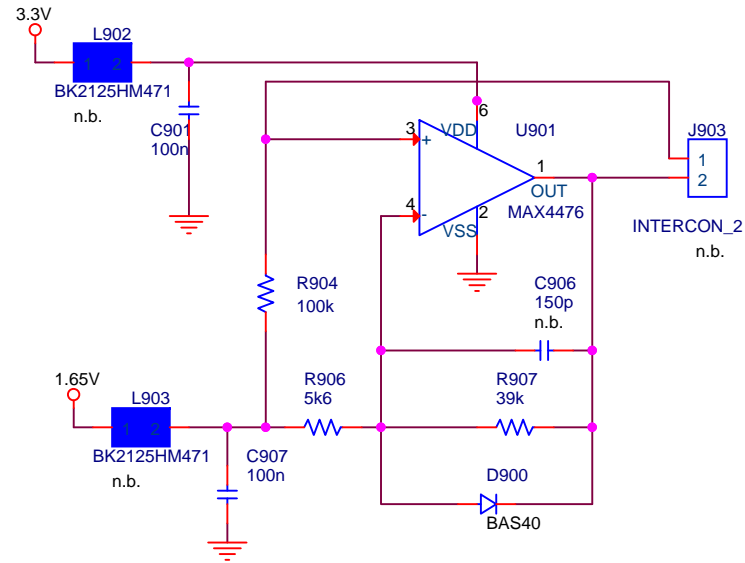 3.3V
L902
1 2
BK2125HM471
n.b.
C901
100n
6
3
VDD
U901
+
1
OUT
4
-
2
MAX4476
VSS
J903
1
2
INTERCON_2
n.b.
R904
100k
C906
150p
n.b.
1.65V
L903
1 2
BK2125HM471
n.b.
R906
5k6
R907
39k
C907
100n
D900
BAS40